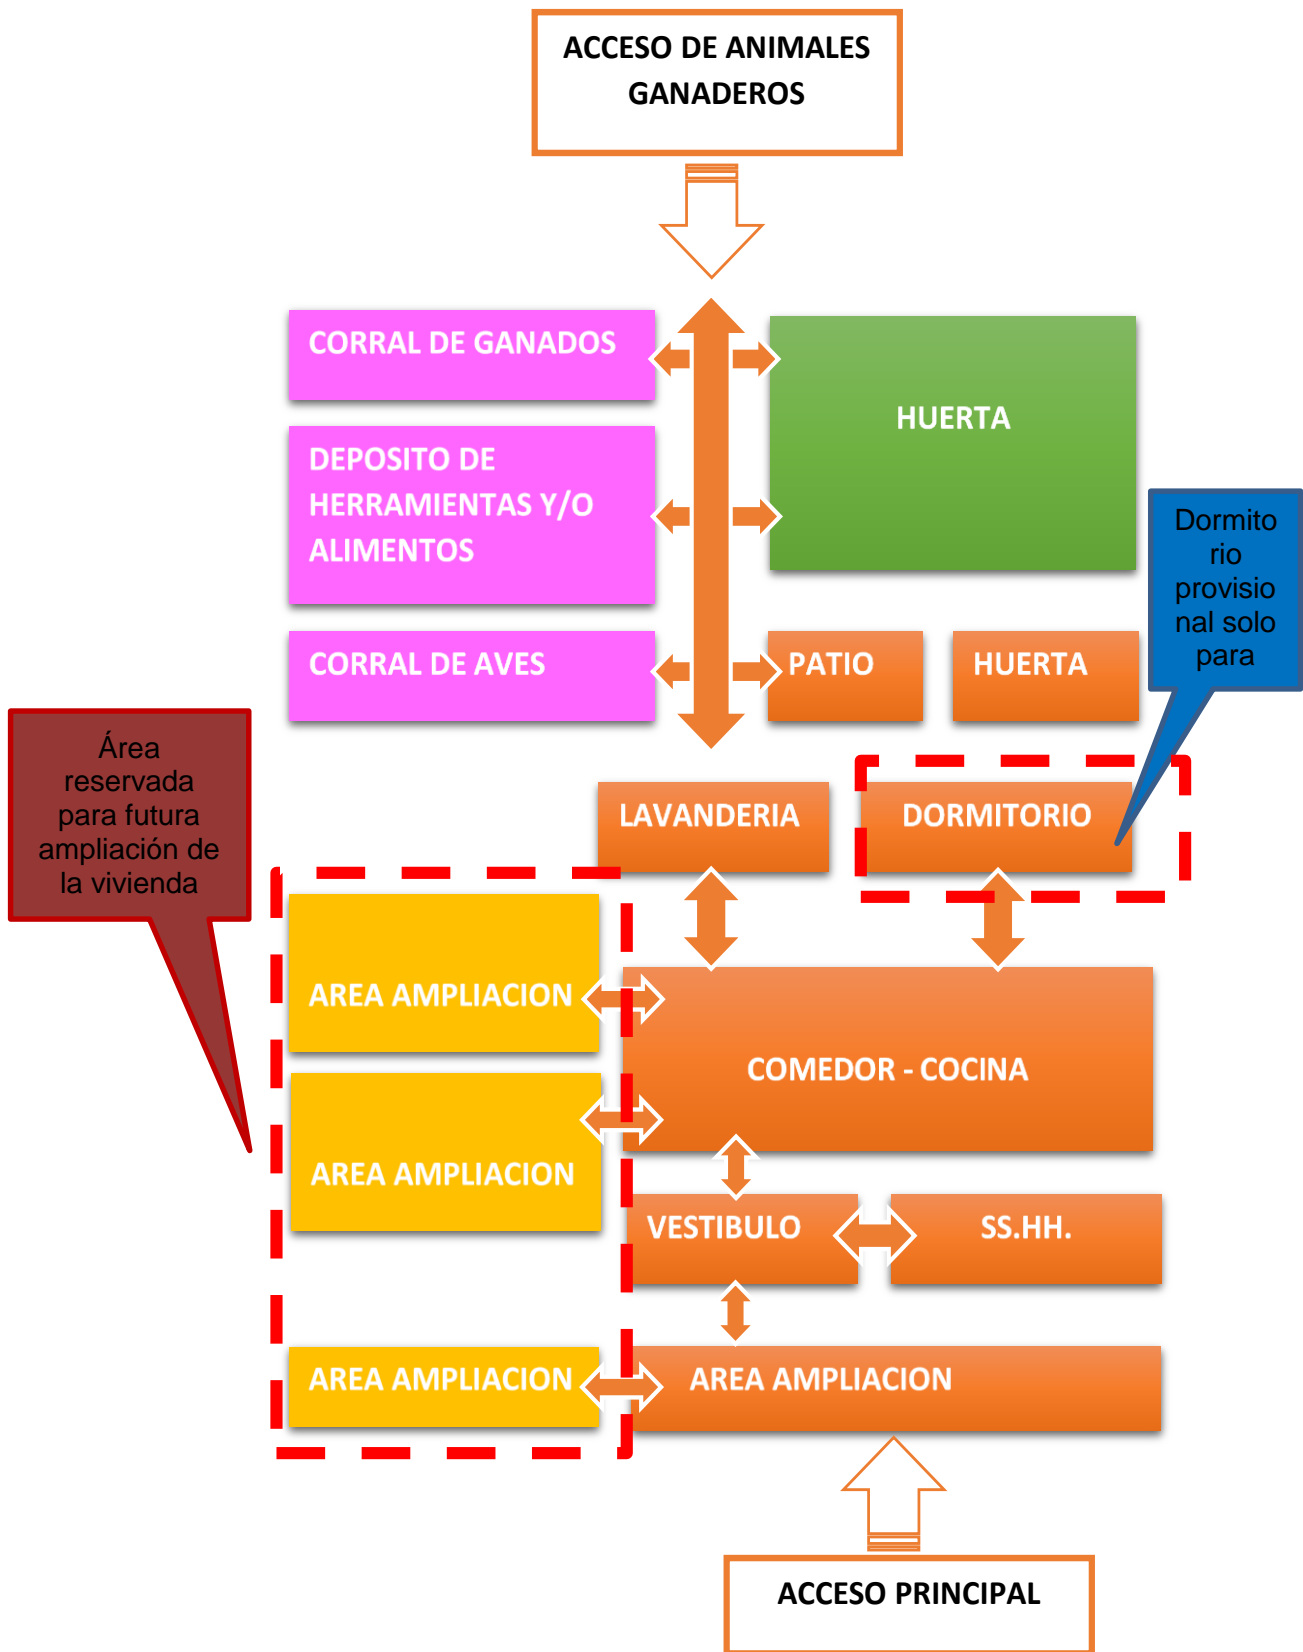 ACCESO DE ANIMALES
GANADEROS
CORRAL DE GANADOS
HUERTA
DEPOSITO DE
HERRAMIENTAS Y/O
ALIMENTOS
Dormito
rio
provisio
nal solo
para
CORRAL DE AVES
PATIO
HUERTA
Área
reservada
para futura
ampliación de
la vivienda
LAVANDERIA
DORMITORIO
AREA AMPLIACION
COMEDOR - COCINA
AREA AMPLIACION
VESTIBULO
SS.HH.
AREA AMPLIACION
AREA AMPLIACION
ACCESO PRINCIPAL